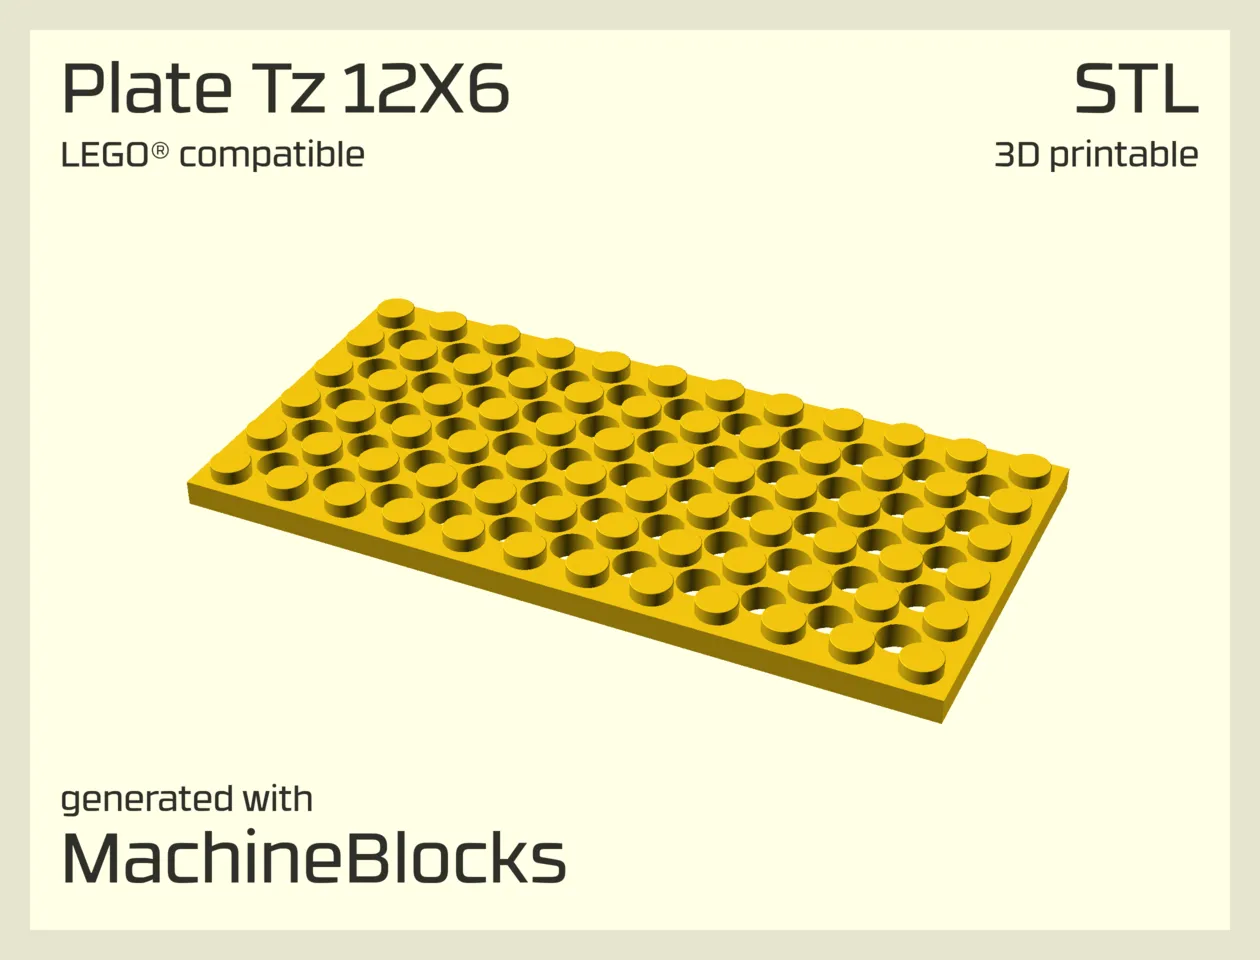 Plate Tz 12X6
STL
LEGO® compatible
3D printable
generated with
MachineBlocks